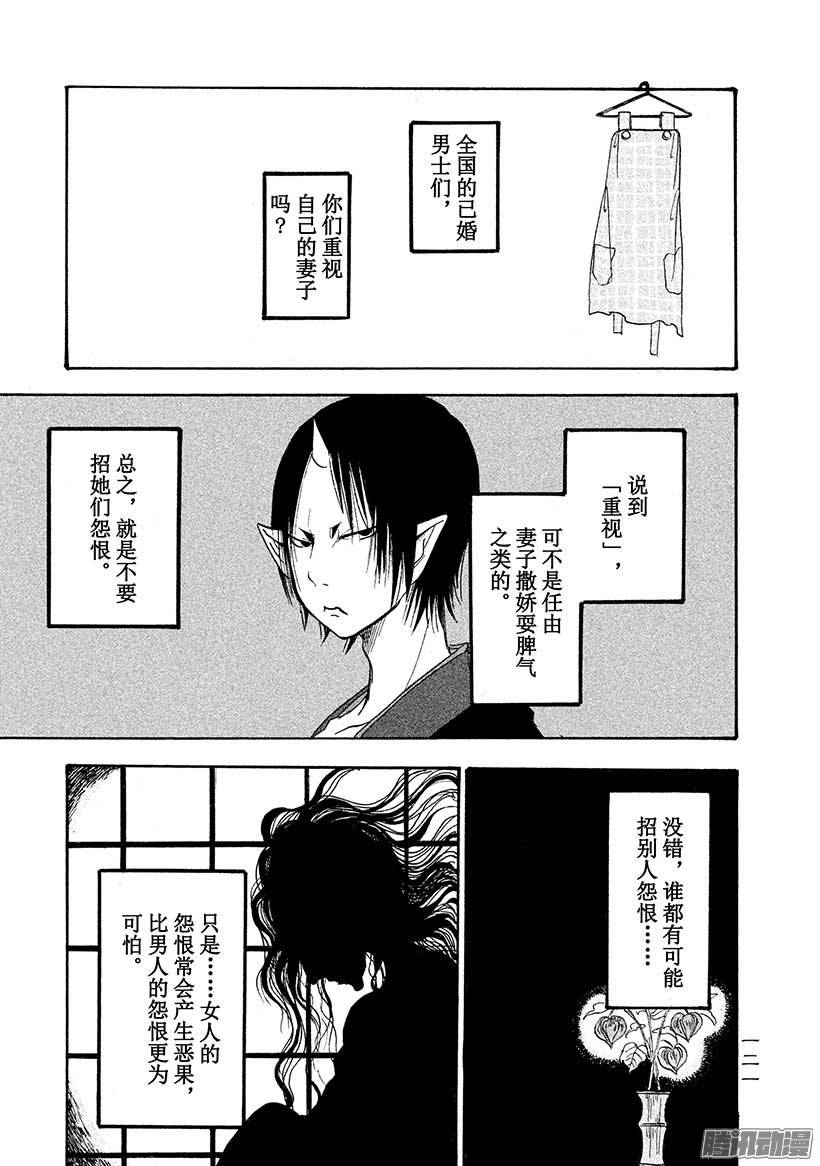 全国的已婚
男士们，
你们重视
自己的妻子
吗？
说到
「重视」，
可不是任由
妻子撒娇耍脾气
之类的。
总之，就是不要
招她们怨恨。
没错，谁都有可能
招别人怨恨……
只是……女人的
怨恨常会产生恶果，
比男人的怨恨更为
可怕。
一二一
腾讯动漫